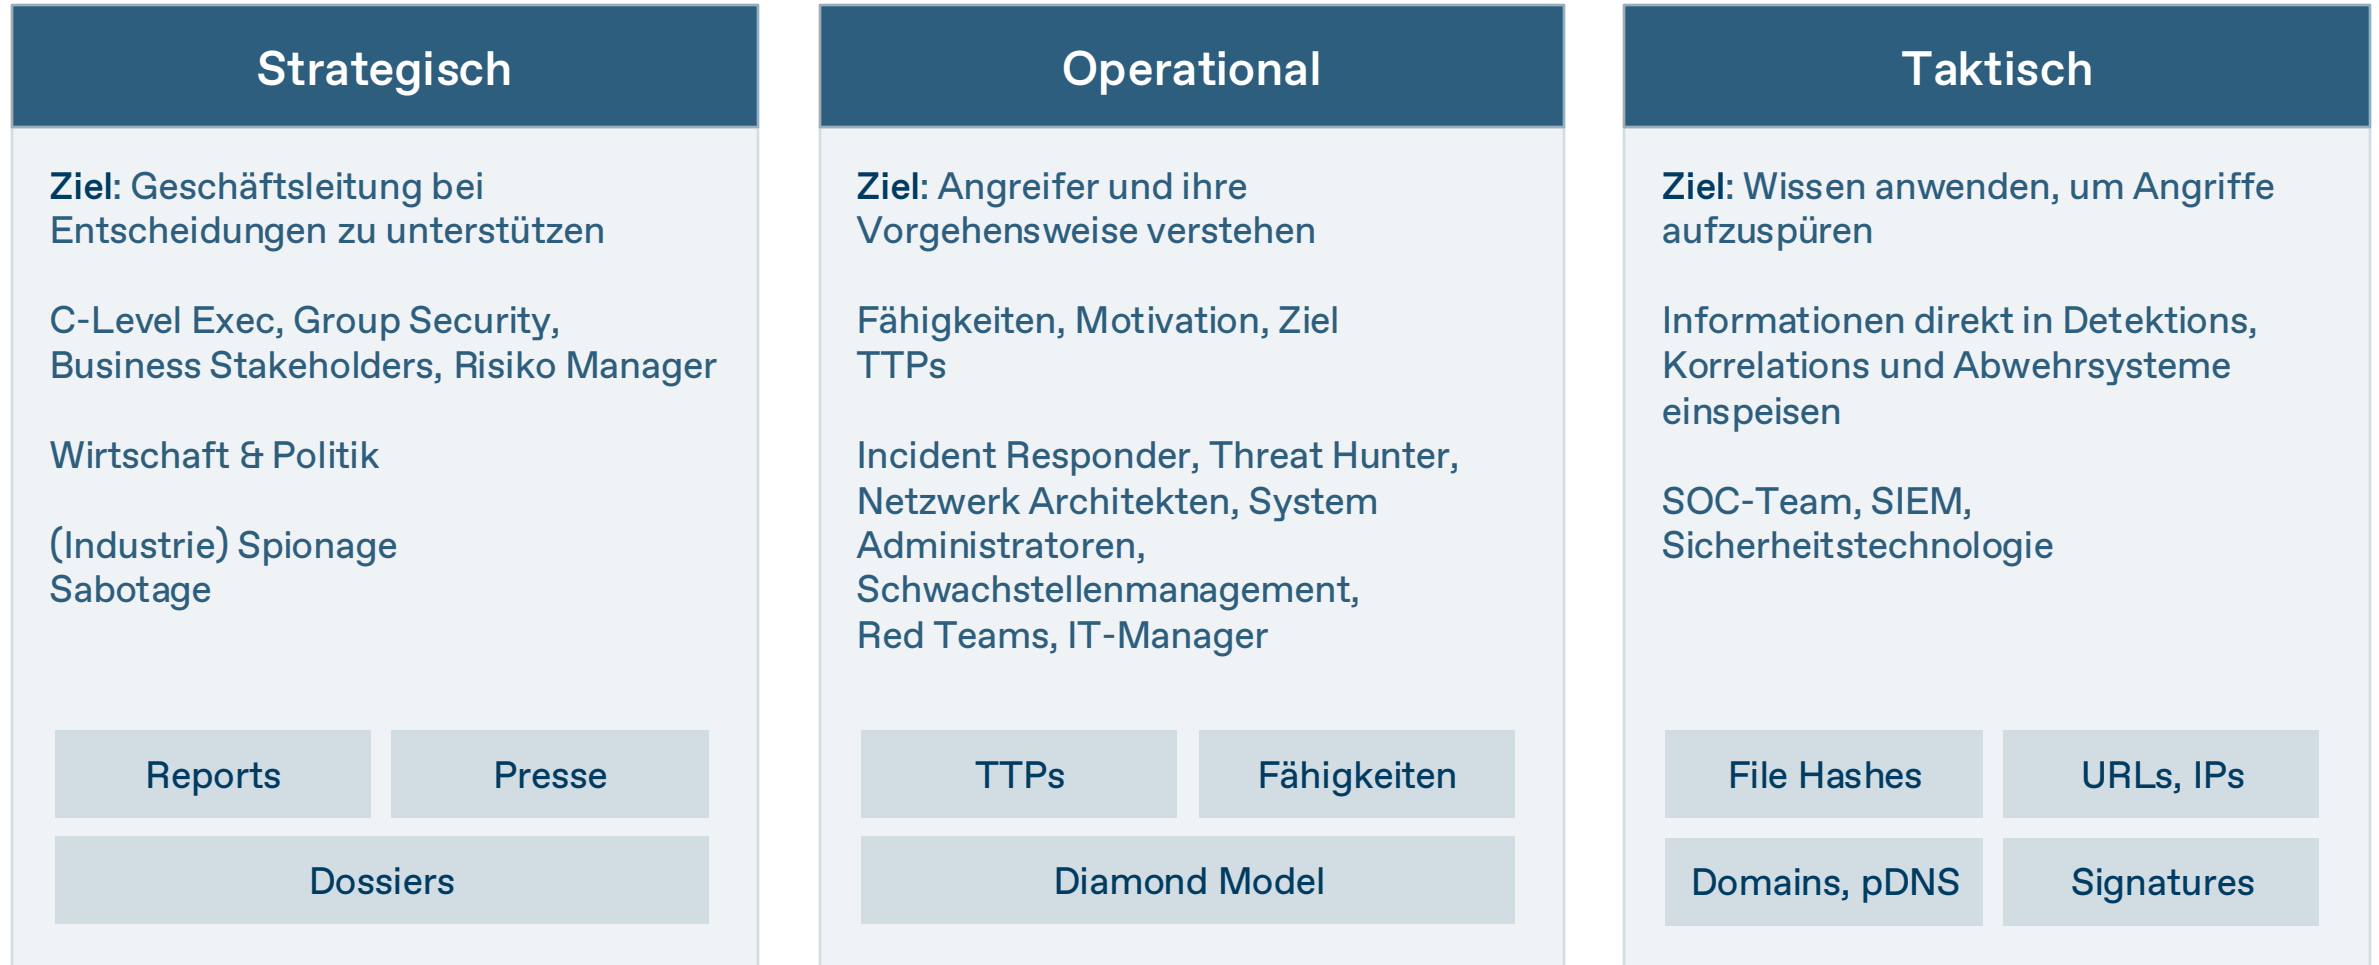 Strategisch
Ziel: Geschäftsleitung bei
Entscheidungen zu unterstützen
C-Level Exec, Group Security,
Business Stakeholders, Risiko Manager
Wirtschaft & Politik
(Industrie) Spionage
Sabotage
Reports
Presse
Dossiers
Operational
Ziel: Angreifer und ihre
Vorgehensweise verstehen
Fähigkeiten, Motivation, Ziel
TTPs
Incident Responder, Threat Hunter,
Netzwerk Architekten, System
Administratoren,
Schwachstellenmanagement,
Red Teams, IT-Manager
TTPs
Fähigkeiten
Diamond Model
Taktisch
Ziel: Wissen anwenden, um Angriffe
aufzuspüren
Informationen direkt in Detektions,
Korrelations und Abwehrsysteme
einspeisen
SOC-Team, SIEM,
Sicherheitstechnologie
File Hashes
URLs, IPs
Domains, pDNS
Signatures